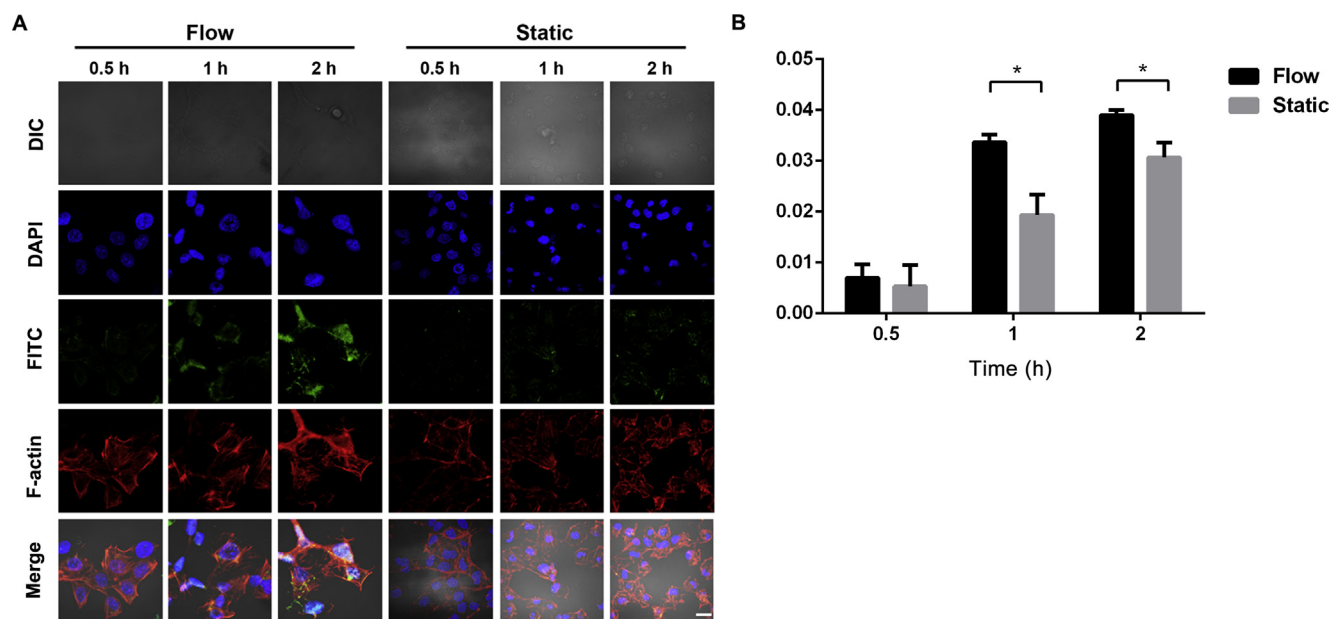 A
Flow
Static
0.5 h
1 h
2 h
0.5 h
1 h
2 h
DIC
DAPI
FITC
F-actin
Merge
B
0.05
0.04
0.03
0.02
0.01
0.00
*
*
0.5
1
2
Time (h)
Flow
Static